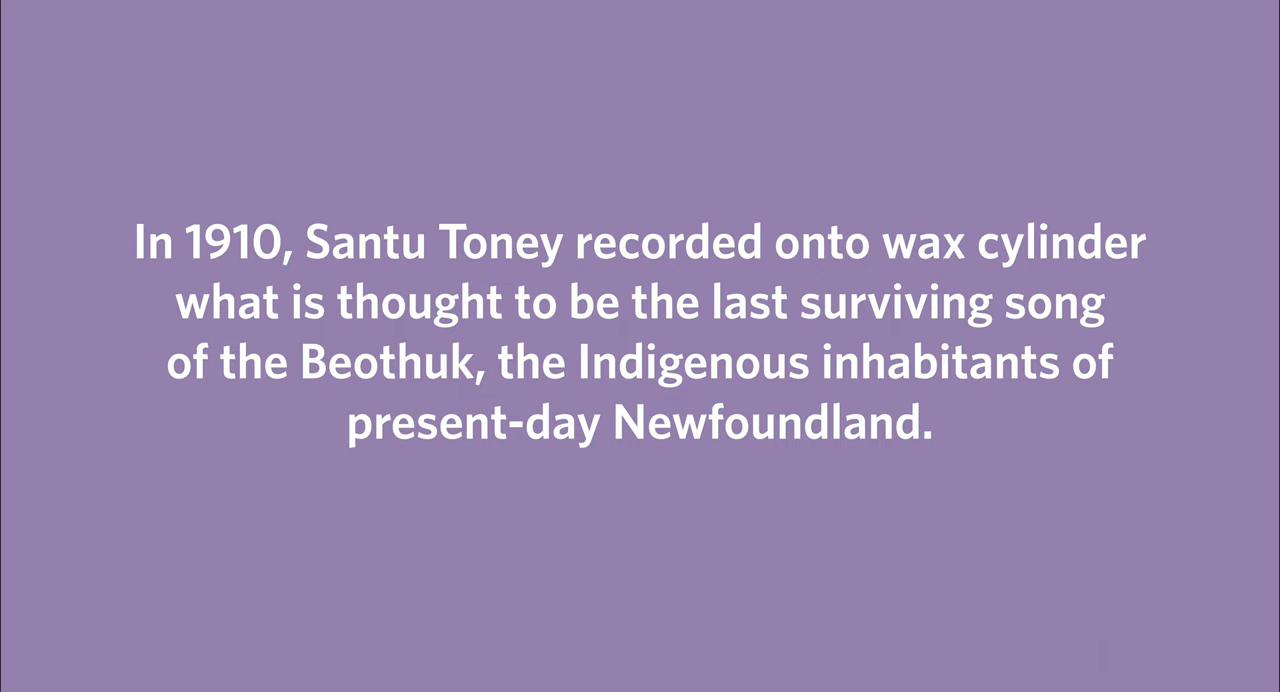 In 1910, Santu Toney recorded onto wax cylinder
what is thought to be the last surviving song
of the Beothuk, the Indigenous inhabitants of
present-day Newfoundland.